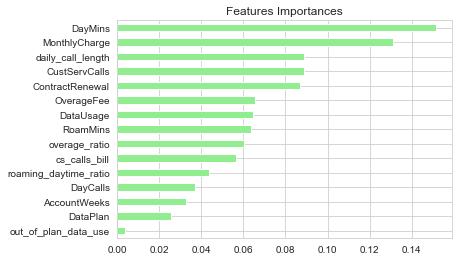 Features Importances
DayMins
MonthlyCharge
daily_call_length
CustServCalls
ContractRenewal
OverageFee
DataUsage
RoamMins
overage_ratio
cs_calls_bill
roaming_daytime_ratio
DayCalls
AccountWeeks
DataPlan
out_of_plan_data_use
0.00 0.02 0.04 0.06 0.08 0.10 0.12 0.14